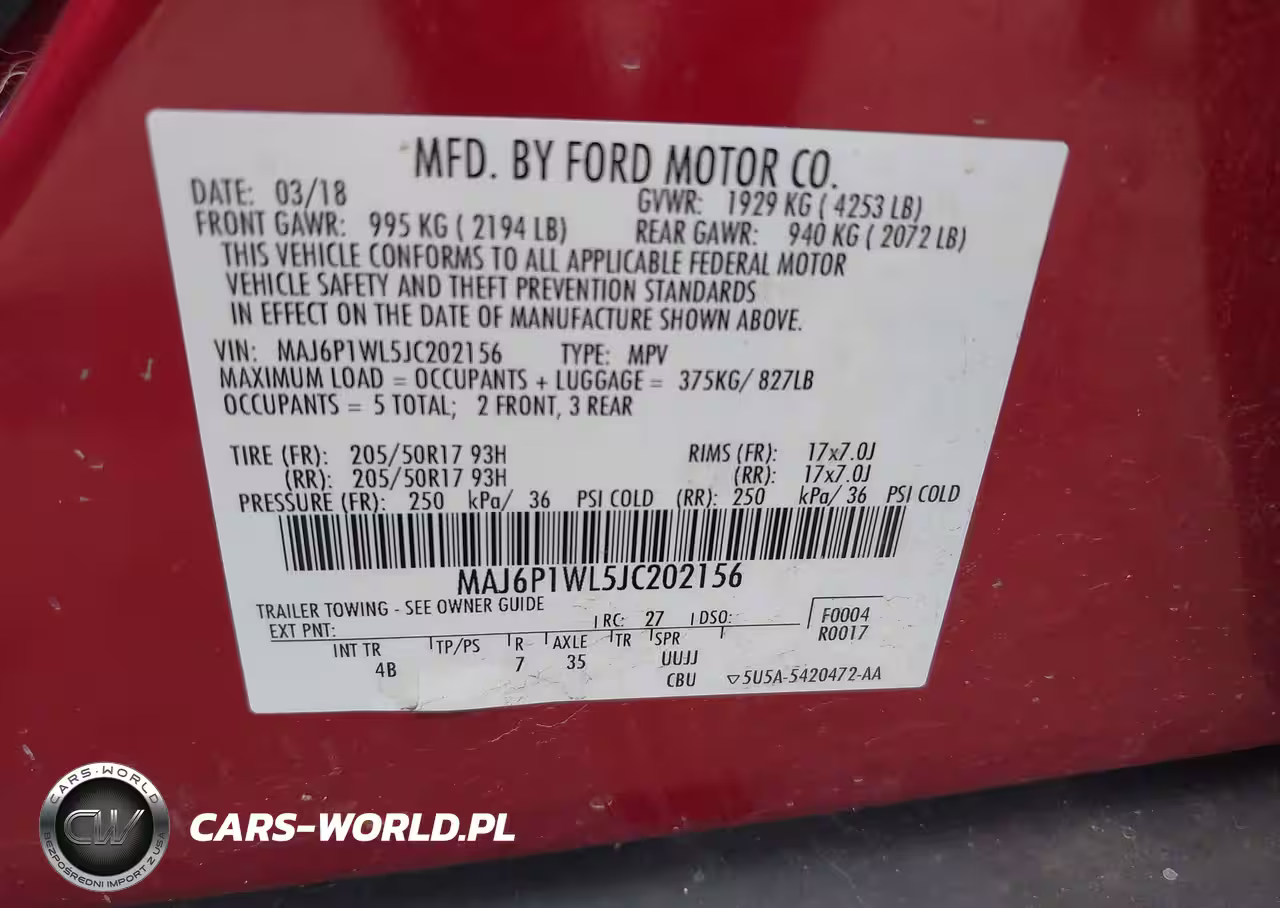 MFD. BY FORD MOTOR CO.
DATE: 03/18 GVWR: 1929 KG ( 4253 LB)
FRONT GAWR: 995 KG ( 2194 LB) REAR GAWR: 940 KG ( 2072 LB)
THIS VEHICLE CONFORMS TO ALL APPLICABLE FEDERAL MOTOR
VEHICLE SAFETY AND THEFT PREVENTION STANDARDS
IN EFFECT ON THE DATE OF MANUFACTURE SHOWN ABOVE.
VIN: MAJ6P1WL5JC202156 TYPE: MPV
MAXIMUM LOAD = OCCUPANTS + LUGGAGE = 375KG/ 827LB
OCCUPANTS = 5 TOTAL; 2 FRONT, 3 REAR
TIRE (FR): 205/50R17 93H RIMS (FR): 17x7.0J
(RR): 205/50R17 93H (RR): 17x7.0J
PRESSURE (FR): 250 kPa/ 36 PSI COLD (RR): 250 kPa/ 36 PSI COLD
MAJ6P1WL5JC202156
TRAILER TOWING - SEE OWNER GUIDE
EXT PNT: RC: 27 DSO: F0004
R0017
INT TR TP/PS R AXLE TR SPR
4B 7 35 UUJJ
CBU ▽5U5A-5420472-AA
CARS-WORLD
CW
BEZPOŚREDNI IMPORT Z USA
CARS-WORLD.PL